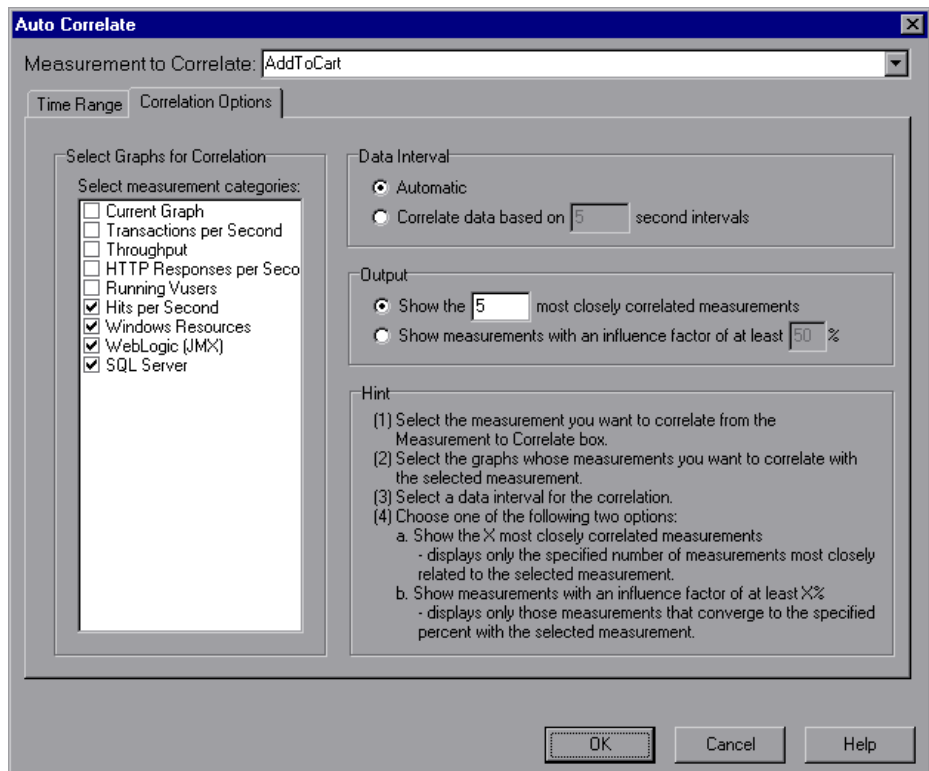 Auto Correlate
Measurement to Correlate: AddToCart
Time Range
Correlation Options
Select Graphs for Correlation
Select measurement categories:
Current Graph
Transactions per Second
Throughput
HTTP Responses per Seco
Running Vusers
Hits per Second
Windows Resources
WebLogic (JMX)
SQL Server
Data Interval
Automatic
Correlate data based on 5 second intervals
Output
Show the 5 most closely correlated measurements
Show measurements with an influence factor of at least 50 %
Hint
(1) Select the measurement you want to correlate from the
Measurement to Correlate box.
(2) Select the graphs whose measurements you want to correlate with
the selected measurement.
(3) Select a data interval for the correlation.
(4) Choose one of the following two options:
a. Show the X most closely correlated measurements
- displays only the specified number of measurements most closely
related to the selected measurement.
b. Show measurements with an influence factor of at least X%
- displays only those measurements that converge to the specified
percent with the selected measurement.
OK
Cancel
Help